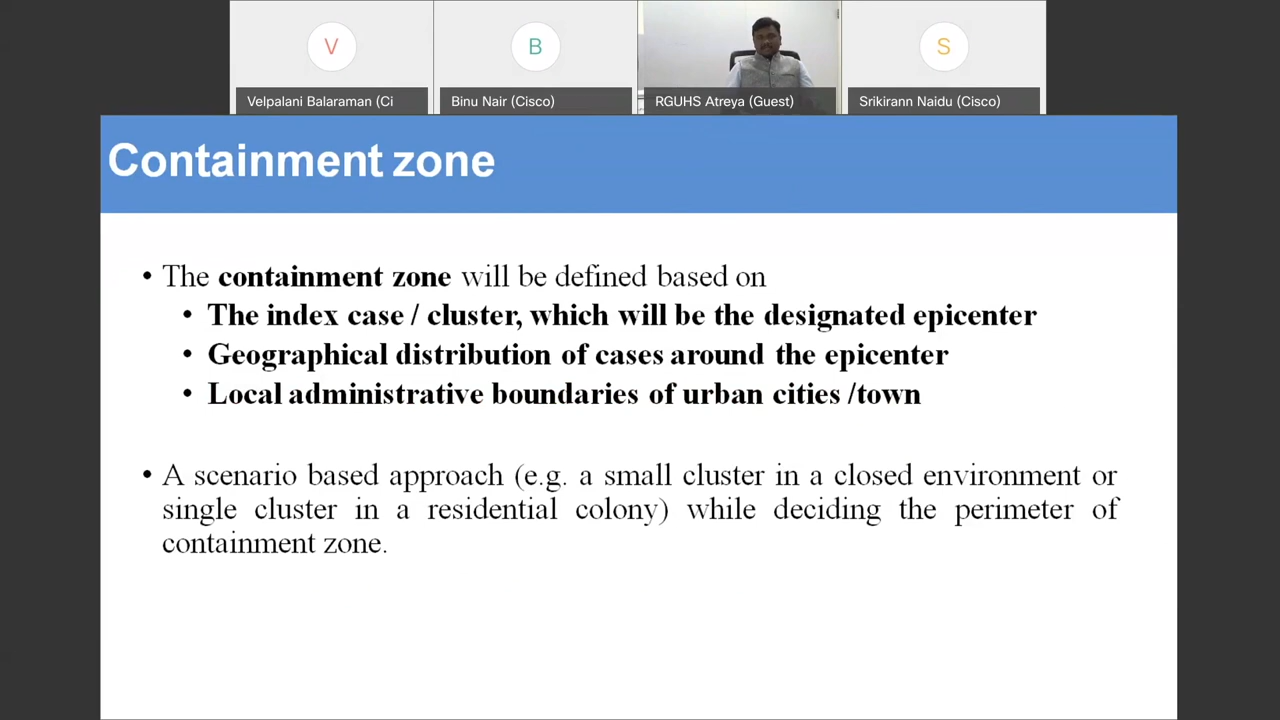 V
B
S
Velpalani Balaraman (Ci
Binu Nair (Cisco)
RGUHS Atreya (Guest)
Srikirann Naidu (Cisco)
Containment zone
• The containment zone will be defined based on
• The index case / cluster, which will be the designated epicenter
• Geographical distribution of cases around the epicenter
• Local administrative boundaries of urban cities /town
• A scenario based approach (e.g. a small cluster in a closed environment or
single cluster in a residential colony) while deciding the perimeter of
containment zone.